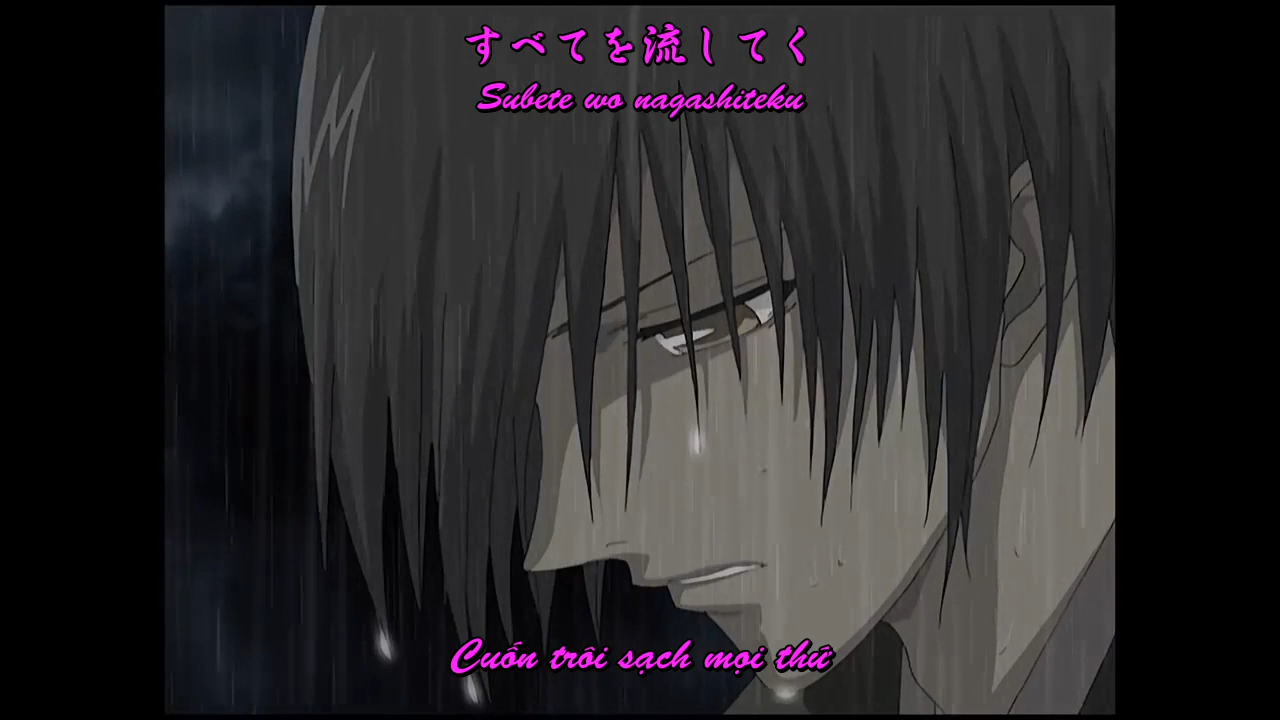 すべてを流してく
Subete wo nagashiteku
Cuốn trôi sạch mọi thứ